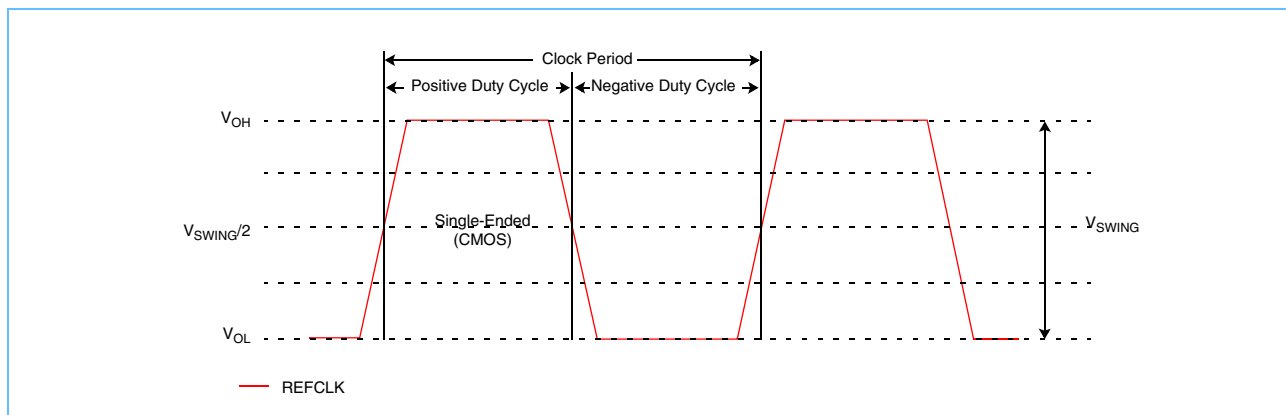 Clock Period
Positive Duty Cycle
Negative Duty Cycle
VOH
VSWING/2
Single-Ended
(CMOS)
VSWING
VOL
REFCLK